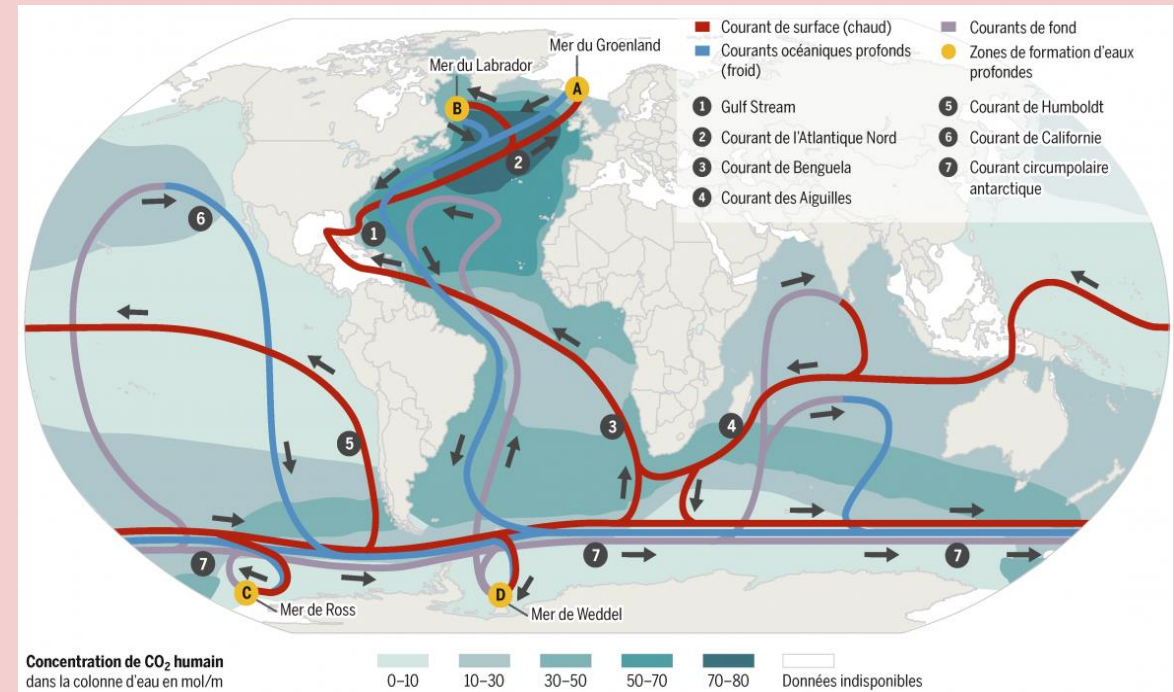 Courant de surface (chaud)
Courants océaniques profonds
(froid)
Courants de fond
Zones de formation d'eaux
profondes
1 Gulf Stream
2 Courant de l'Atlantique Nord
3 Courant de Benguela
4 Courant des Aiguilles
5 Courant de Humboldt
6 Courant de Californie
7 Courant circumpolaire
antarctique
Mer du Groenland
Mer du Labrador
A
B
2
6
1
5
3
4
7
7
7
C
Mer de Ross
D
Mer de Weddel
Concentration de CO₂ humain
dans la colonne d'eau en mol/m
0–10
10–30
30–50
50–70
70–80
Données indisponibles